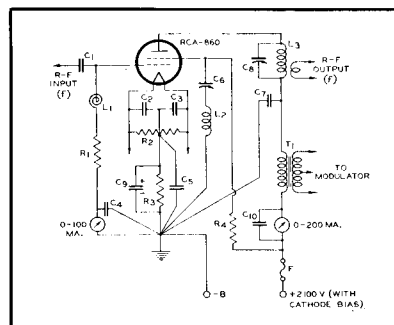 RCA-860
C1
R-F
INPUT
(f)
L1
R1
C4
0-100
MA.
C2
C3
R2
C9
+
R3
C5
C6
L2
C8
L3
R-F
OUTPUT
(f)
C7
T1
TO
MODULATOR
C10
0-200 MA.
R4
F
-B
+2100 V (WITH
CATHODE BIAS)